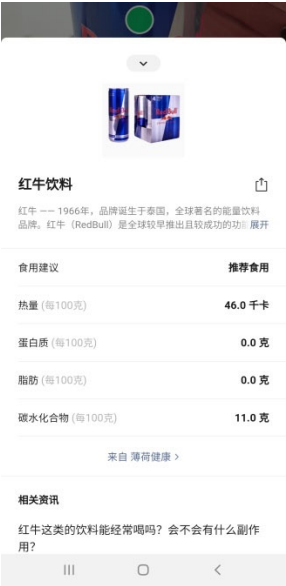 红牛饮料
红牛 —— 1966年，品牌诞生于泰国，全球著名的能量饮料
品牌。红牛（RedBull）是全球较早推出且较成功的功 展开
食用建议 推荐食用
热量 (每100克) 46.0 千卡
蛋白质 (每100克) 0.0 克
脂肪 (每100克) 0.0 克
碳水化合物 (每100克) 11.0 克
来自 薄荷健康 >
相关资讯
红牛这类的饮料能经常喝吗？会不会有什么副作
用？